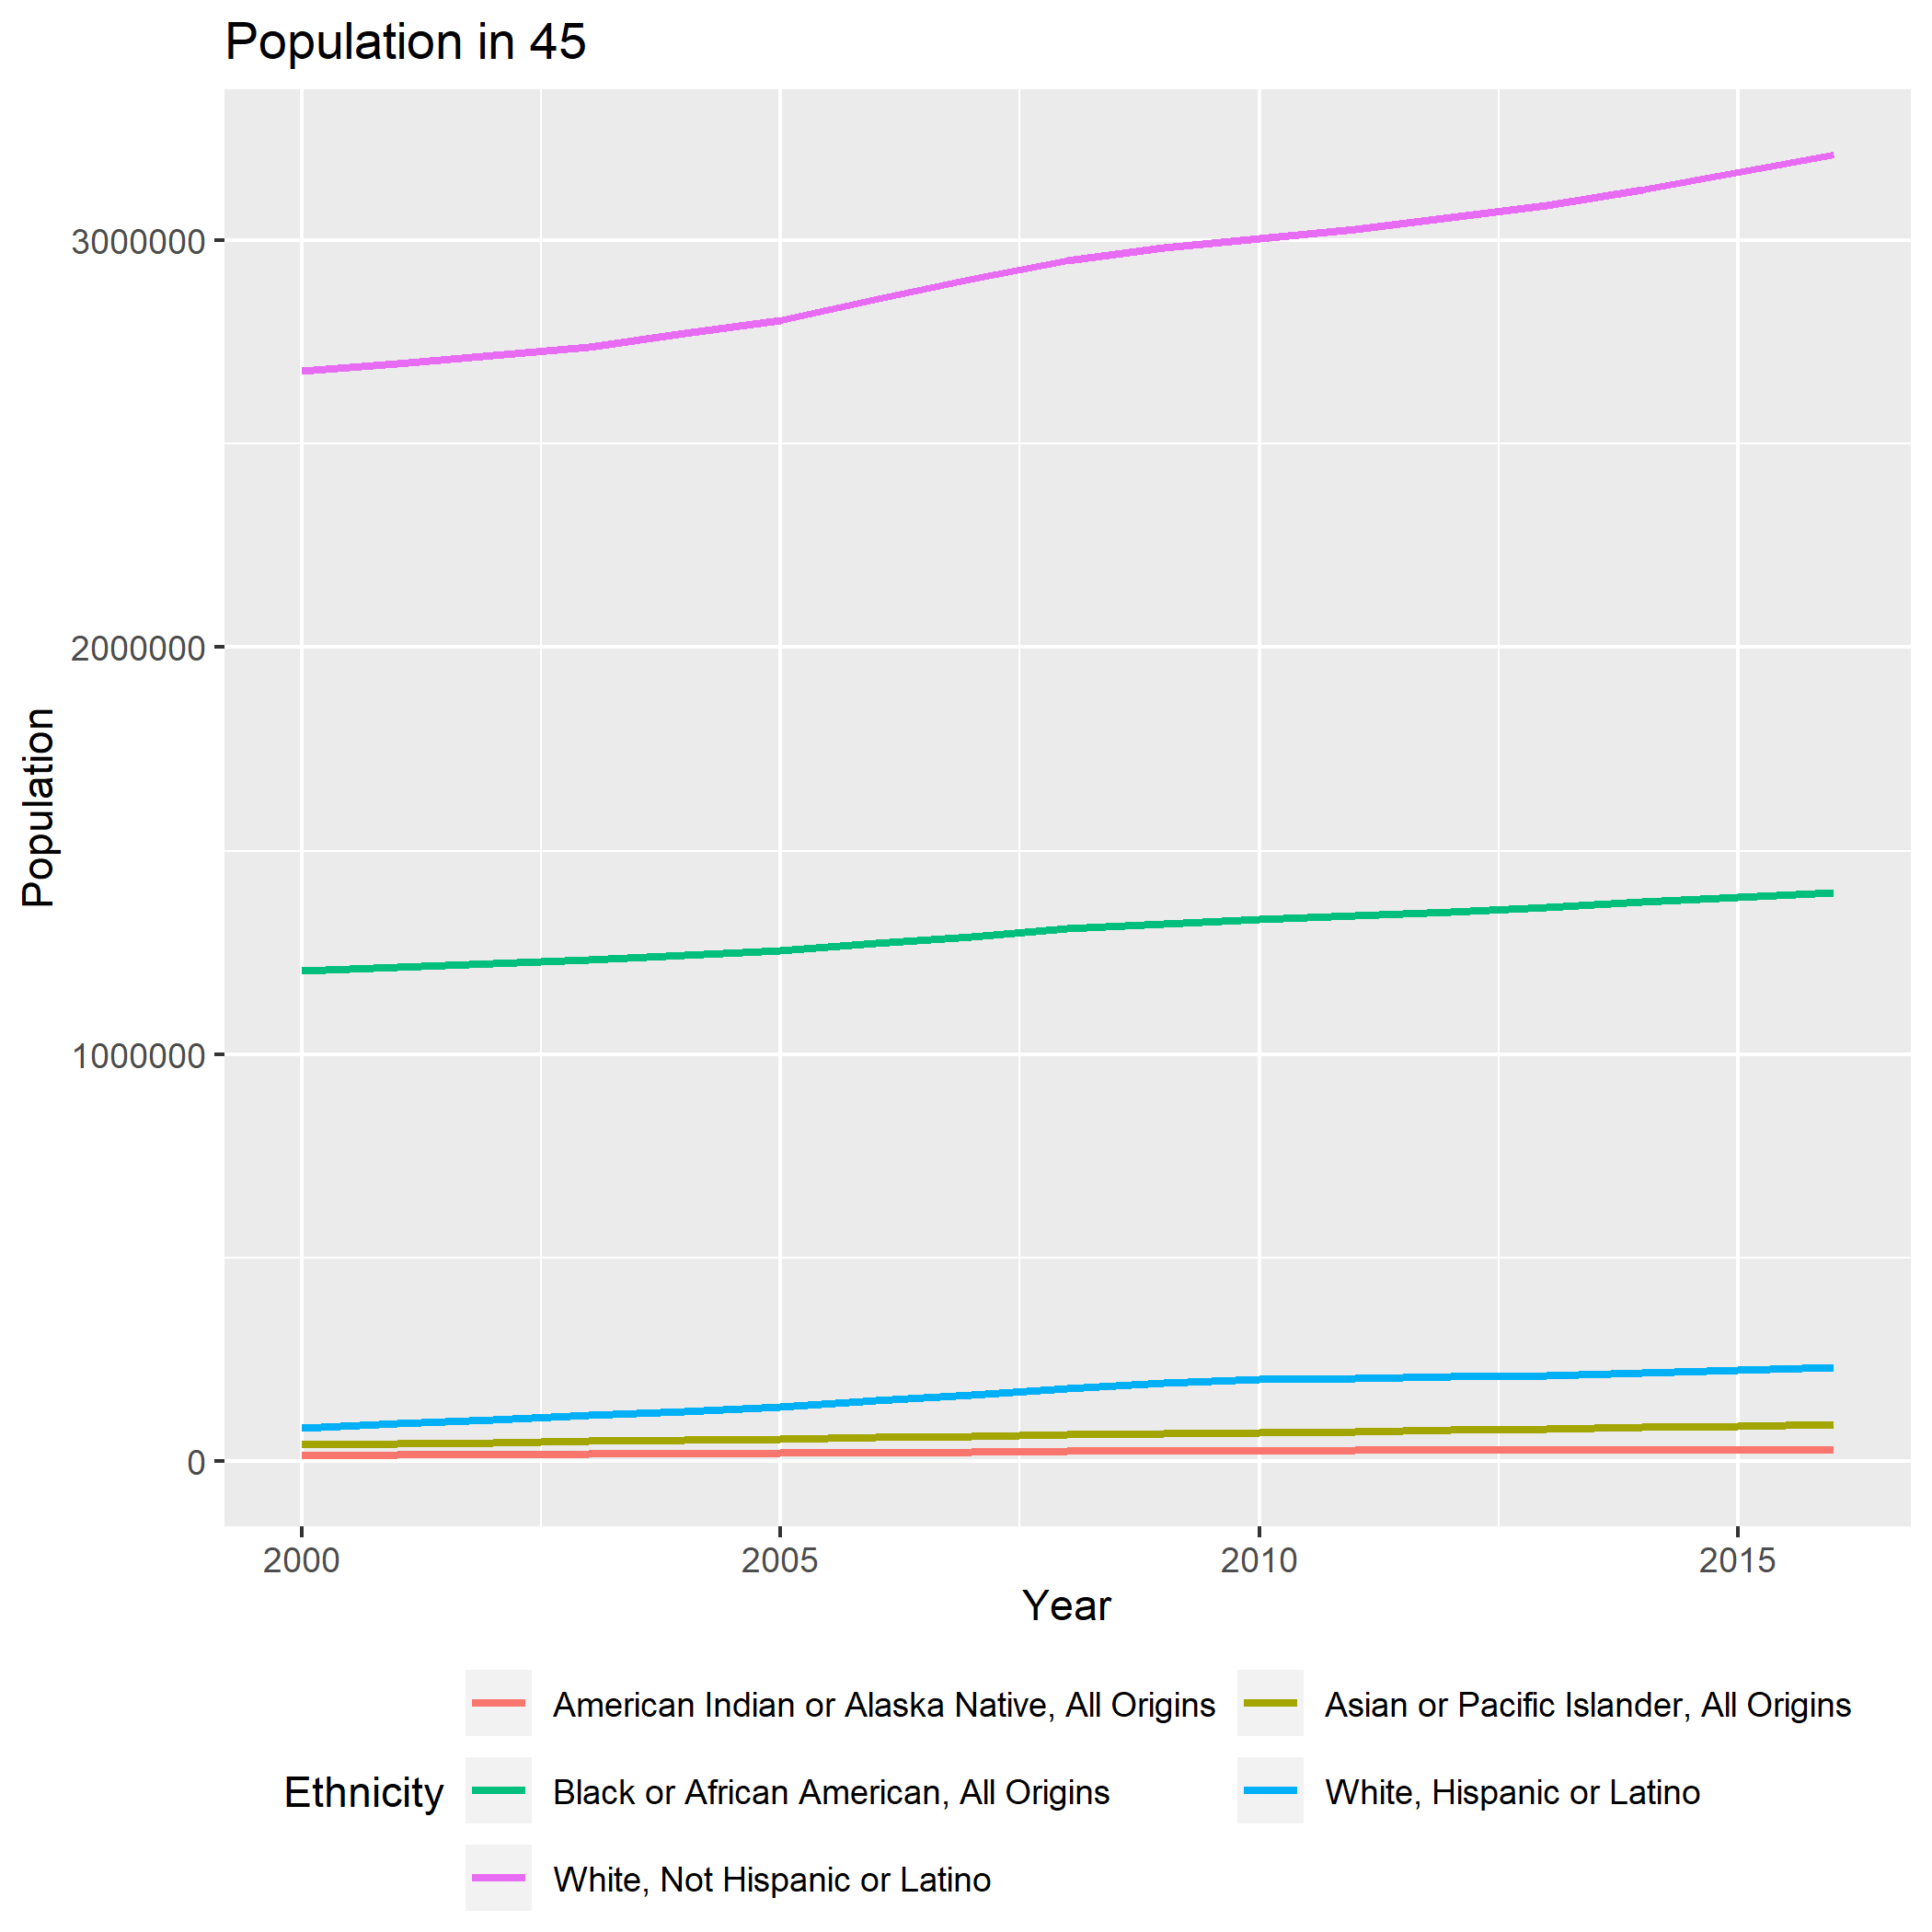 Population in 45
3000000
2000000
1000000
0
Population
2000 2005 2010 2015
Year
Ethnicity
American Indian or Alaska Native, All Origins
Asian or Pacific Islander, All Origins
Black or African American, All Origins
White, Hispanic or Latino
White, Not Hispanic or Latino